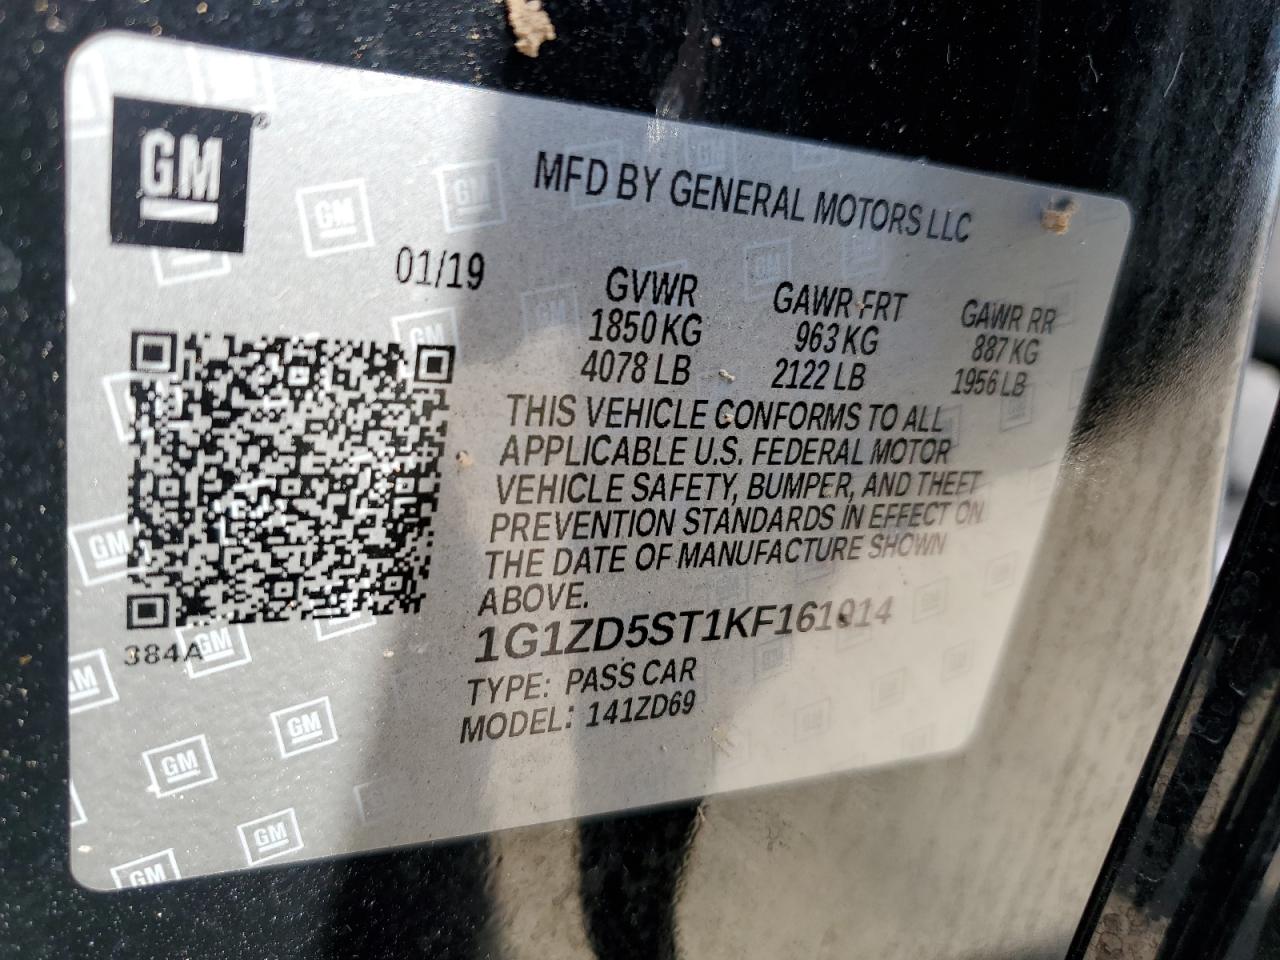 GM
MFD BY GENERAL MOTORS LLC
01/19
GVWR GAWR FRT GAWR RR
1850 KG 963 KG 887 KG
4078 LB 2122 LB 1956 LB
THIS VEHICLE CONFORMS TO ALL
APPLICABLE U.S. FEDERAL MOTOR
VEHICLE SAFETY, BUMPER, AND THEFT
PREVENTION STANDARDS IN EFFECT ON
THE DATE OF MANUFACTURE SHOWN
ABOVE.
1G1ZD5ST1KF161014
384A
TYPE: PASS CAR
MODEL: 141ZD69